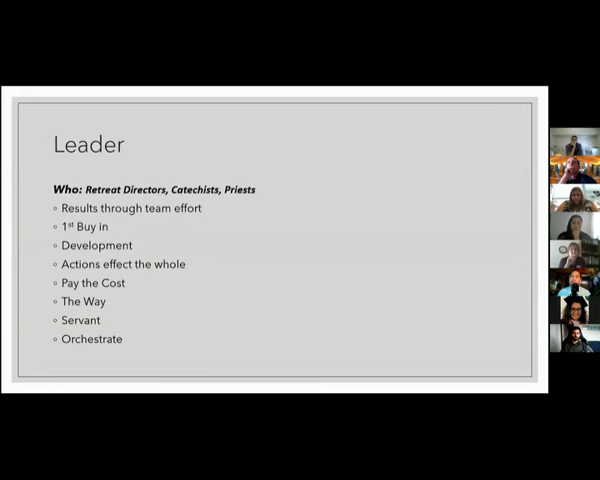 Leader
Who: Retreat Directors, Catechists, Priests
◦ Results through team effort
◦ 1st Buy in
◦ Development
◦ Actions effect the whole
◦ Pay the Cost
◦ The Way
◦ Servant
◦ Orchestrate